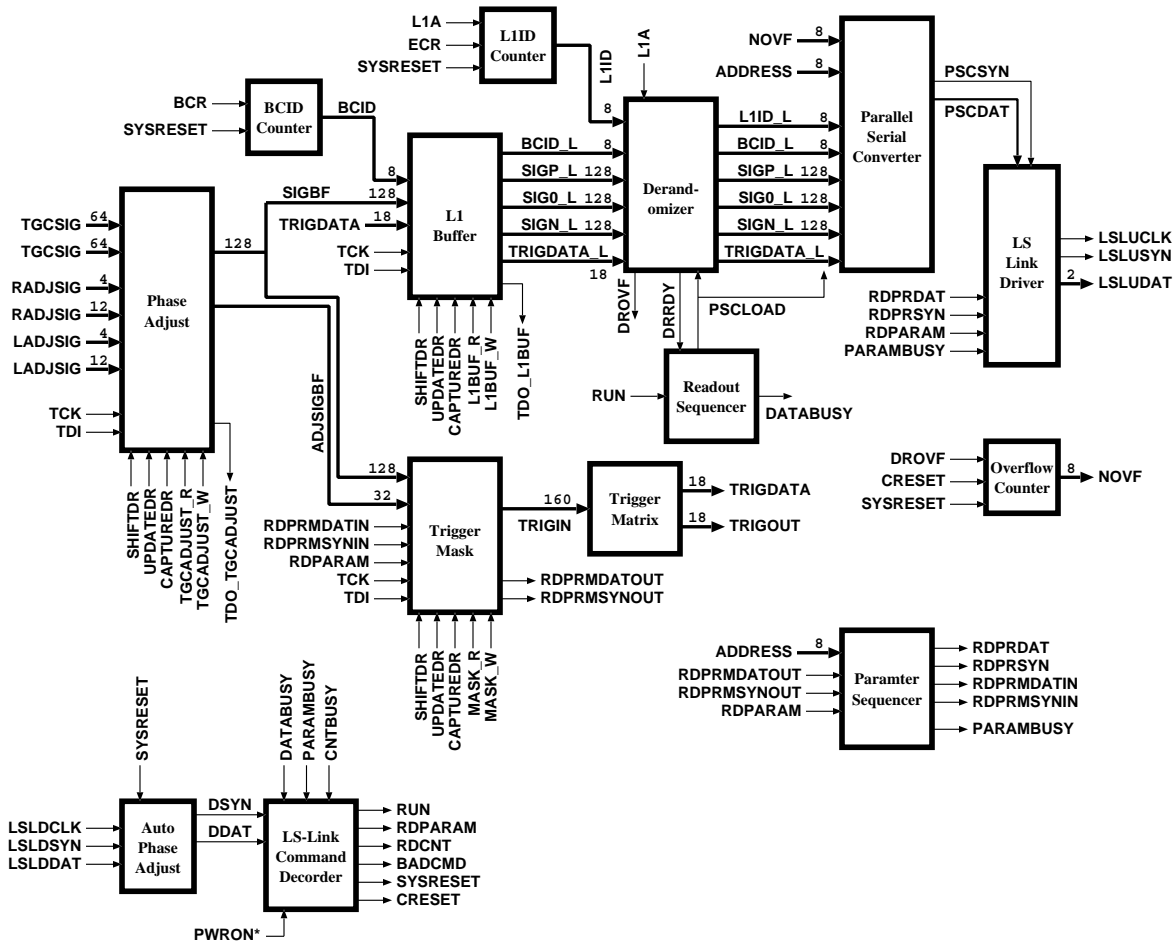 L1A
ECR
SYSRESET
L1ID
Counter
L1ID
L1A
NOVF
8
ADDRESS
8
PSCSYN
PSCDAT
Parallel
Serial
Converter
BCR
SYSRESET
BCID
Counter
BCID
8
8
L1ID_L 8
BCID_L 8
BCID_L 8
SIGP_L 128
SIGP_L 128
SIG0_L 128
SIG0_L 128
SIGN_L 128
SIGN_L 128
TRIGDATA_L
18
TRIGDATA_L
Derand-
omizer
SIGBF 128
TRIGDATA 18
TCK
TDI
L1
Buffer
SHIFTDR
UPDATEDR
CAPTUREDR
L1BUF_R
L1BUF_W
TDO_L1BUF
DROVF
DRRDY
PSCLOAD
RUN
Readout
Sequencer
DATABUSY
TGCSIG 64
TGCSIG 64
RADJSIG 4
RADJSIG 12
LADJSIG 4
LADJSIG 12
TCK
TDI
Phase
Adjust
128
SHIFTDR
UPDATEDR
CAPTUREDR
TGCADJUST_R
TGCADJUST_W
TDO_TGCADJUST
ADJSIGBF
RDPRDAT
RDPRSYN
RDPARAM
PARAMBUSY
LS
Link
Driver
LSLUCLK
LSLUSYN
2
LSLUDAT
128
32
RDPRMDATIN
RDPRMSYNIN
RDPARAM
TCK
TDI
Trigger
Mask
160
TRIGIN
RDPRMDATOUT
RDPRMSYNOUT
SHIFTDR
UPDATEDR
CAPTUREDR
MASK_R
MASK_W
Trigger
Matrix
18
TRIGDATA
18
TRIGOUT
DROVF
CRESET
SYSRESET
Overflow
Counter
8
NOVF
ADDRESS 8
RDPRMDATOUT
RDPRMSYNOUT
RDPARAM
Paramter
Sequencer
RDPRDAT
RDPRSYN
RDPRMDATIN
RDPRMSYNIN
PARAMBUSY
SYSRESET
LSLDCLK
LSLDSYN
LSLDDAT
Auto
Phase
Adjust
DSYN
DDAT
DATABUSY
PARAMBUSY
CNTBUSY
LS-Link
Command
Decorder
PWRON*
RUN
RDPARAM
RDCNT
BADCMD
SYSRESET
CRESET